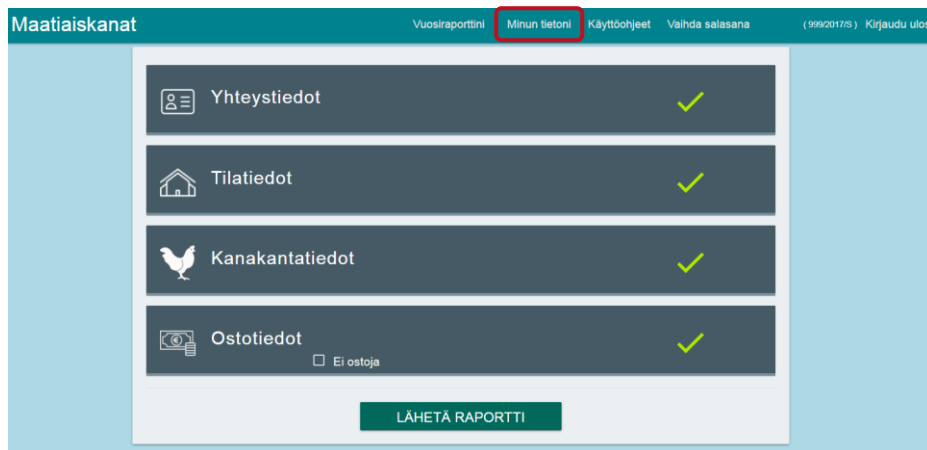 Maatiaiskanat Vuosiraporttini Minun tietoni Käyttöohjeet Vaihda salasana (999/2017/S) Kirjaudu ulos
Yhteystiedot
Tilatiedot
Kanakantatiedot
Ostotiedot
Ei ostoja
LÄHETÄ RAPORTTI